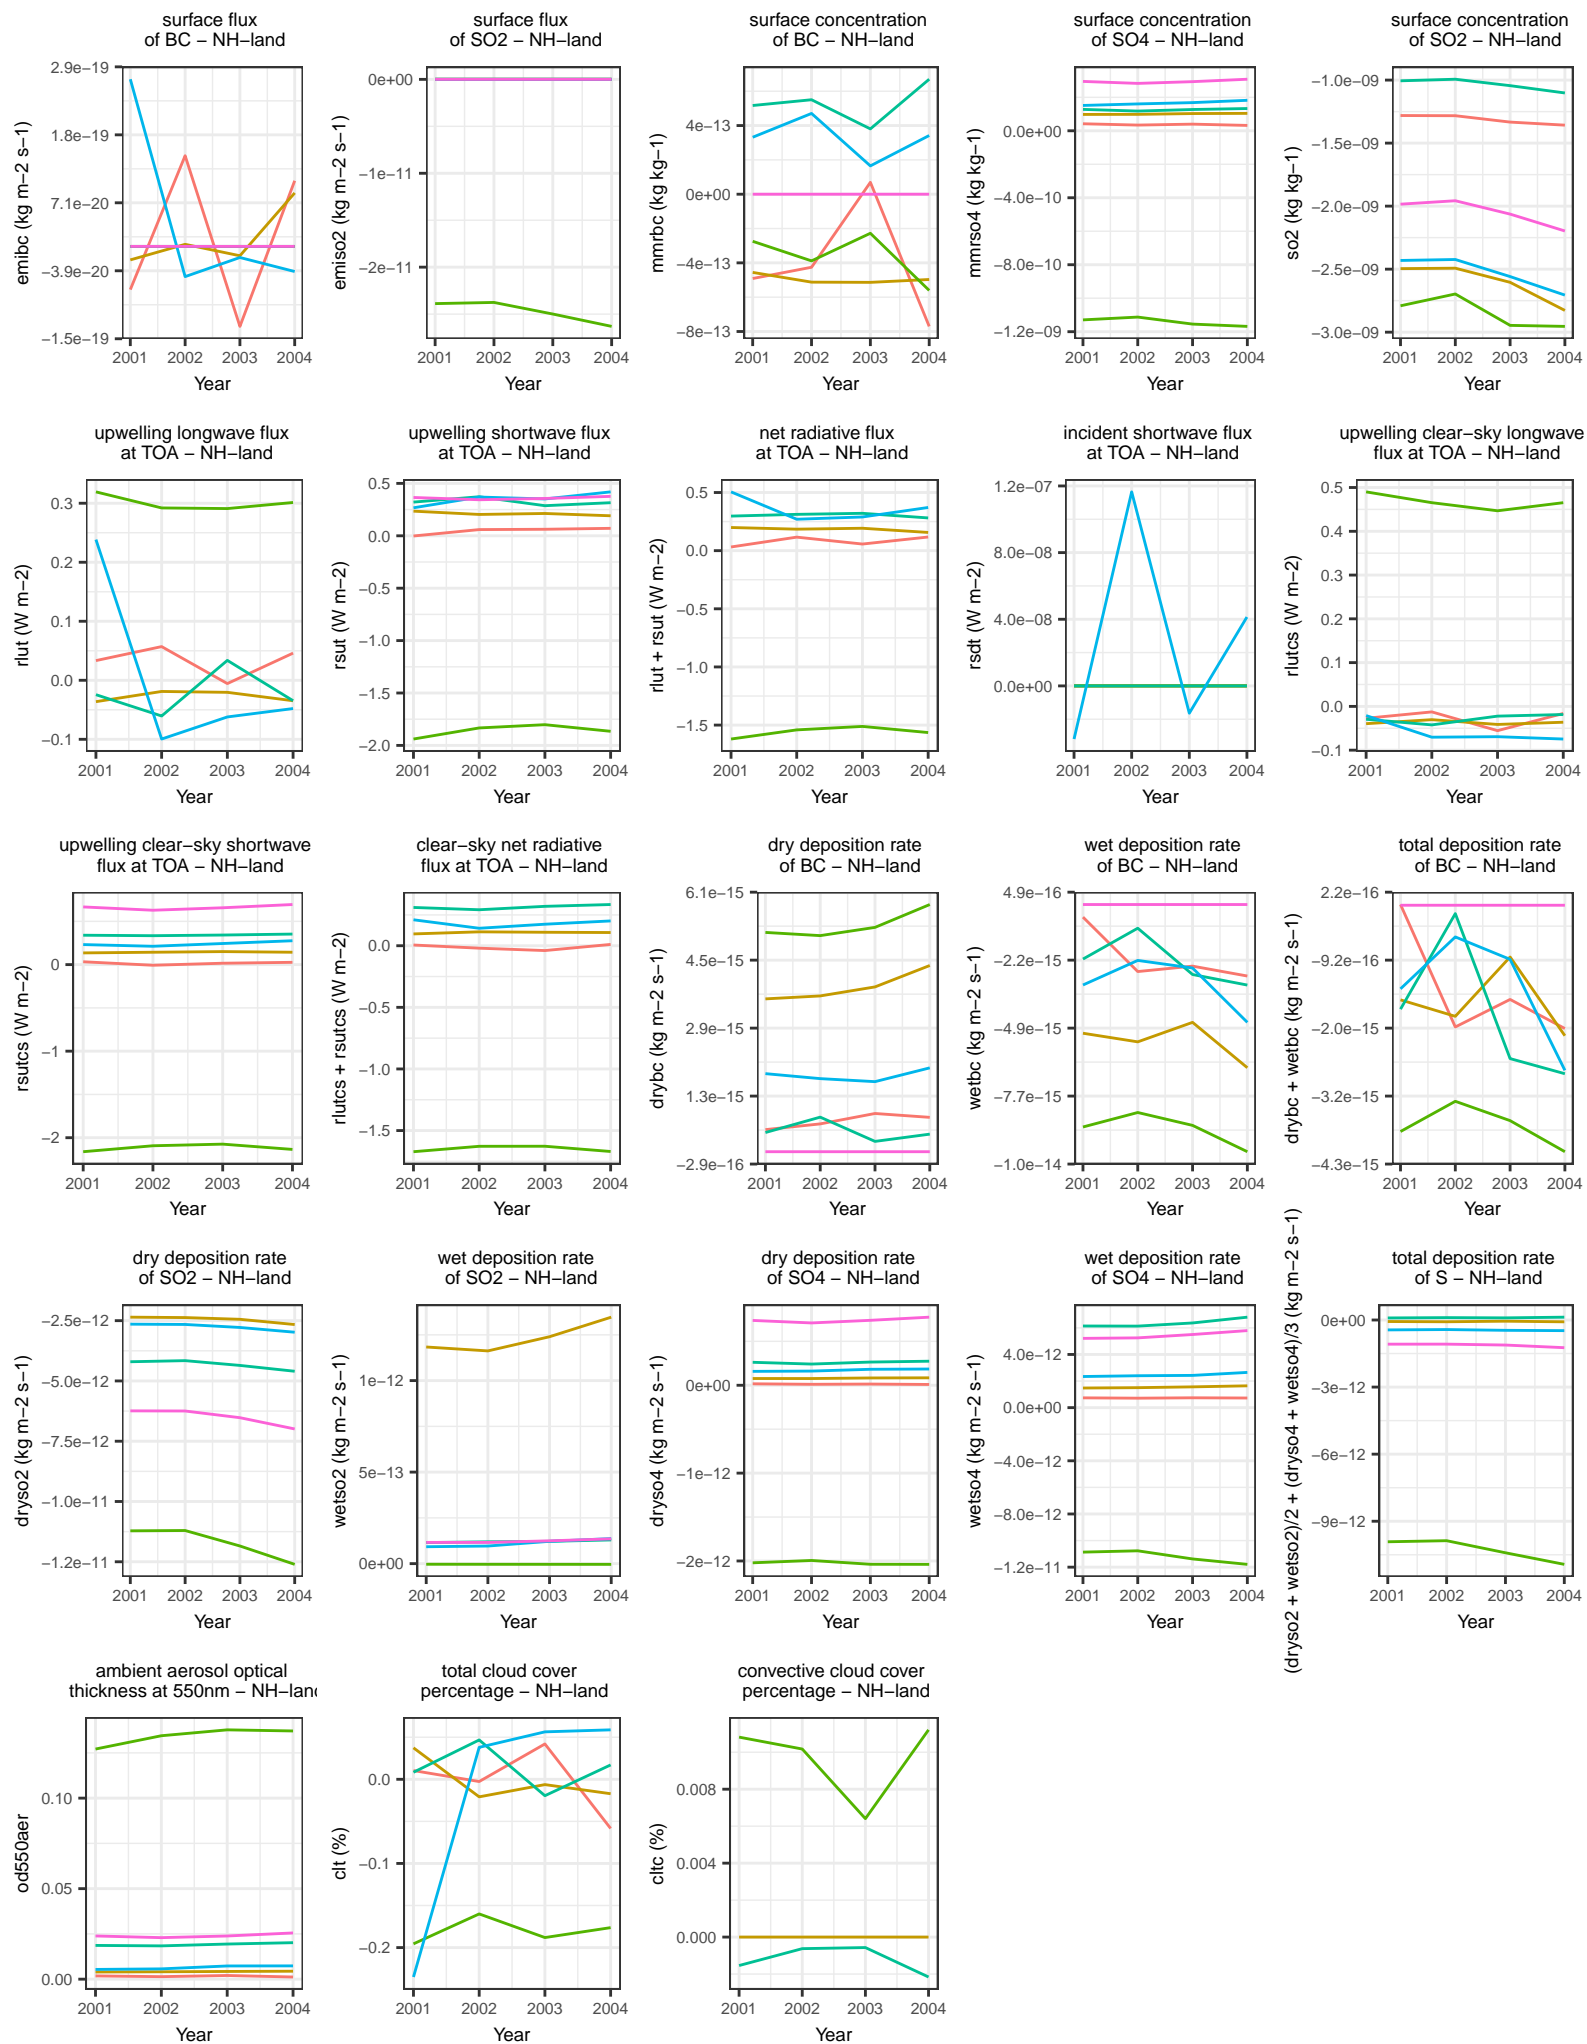 surface flux
of BC − NH−land
surface flux
of SO2 − NH−land
surface concentration
of BC − NH−land
surface concentration
of SO4 − NH−land
surface concentration
of SO2 − NH−land
emibc (kg m−2 s−1)
2.9e−19
1.8e−19
7.1e−20
−3.9e−20
−1.5e−19
2001 2002 2003 2004
Year
emiso2 (kg m−2 s−1)
0e+00
−1e−11
−2e−11
2001 2002 2003 2004
Year
mmrbc (kg kg−1)
4e−13
0e+00
−4e−13
−8e−13
2001 2002 2003 2004
Year
mmrso4 (kg kg−1)
0.0e+00
−4.0e−10
−8.0e−10
−1.2e−09
2001 2002 2003 2004
Year
so2 (kg kg−1)
−1.0e−09
−1.5e−09
−2.0e−09
−2.5e−09
−3.0e−09
2001 2002 2003 2004
Year
upwelling longwave flux
at TOA − NH−land
upwelling shortwave flux
at TOA − NH−land
net radiative flux
at TOA − NH−land
incident shortwave flux
at TOA − NH−land
upwelling clear−sky longwave
flux at TOA − NH−land
rlut (W m−2)
0.3
0.2
0.1
0.0
−0.1
2001 2002 2003 2004
Year
rsut (W m−2)
0.5
0.0
−0.5
−1.0
−1.5
−2.0
2001 2002 2003 2004
Year
rlut + rsut (W m−2)
0.5
0.0
−0.5
−1.0
−1.5
2001 2002 2003 2004
Year
rsdt (W m−2)
1.2e−07
8.0e−08
4.0e−08
0.0e+00
2001 2002 2003 2004
Year
rlutcs (W m−2)
0.5
0.4
0.3
0.2
0.1
0.0
−0.1
2001 2002 2003 2004
Year
upwelling clear−sky shortwave
flux at TOA − NH−land
clear−sky net radiative
flux at TOA − NH−land
dry deposition rate
of BC − NH−land
wet deposition rate
of BC − NH−land
total deposition rate
of BC − NH−land
rsutcs (W m−2)
0
−1
−2
2001 2002 2003 2004
Year
rlutcs + rsutcs (W m−2)
0.0
−0.5
−1.0
−1.5
2001 2002 2003 2004
Year
drybc (kg m−2 s−1)
6.1e−15
4.5e−15
2.9e−15
1.3e−15
−2.9e−16
2001 2002 2003 2004
Year
wetbc (kg m−2 s−1)
4.9e−16
−2.2e−15
−4.9e−15
−7.7e−15
−1.0e−14
2001 2002 2003 2004
Year
drybc + wetbc (kg m−2 s−1)
2.2e−16
−9.2e−16
−2.0e−15
−3.2e−15
−4.3e−15
2001 2002 2003 2004
Year
dry deposition rate
of SO2 − NH−land
wet deposition rate
of SO2 − NH−land
dry deposition rate
of SO4 − NH−land
wet deposition rate
of SO4 − NH−land
total deposition rate
of S − NH−land
dryso2 (kg m−2 s−1)
−2.5e−12
−5.0e−12
−7.5e−12
−1.0e−11
−1.2e−11
2001 2002 2003 2004
Year
wetso2 (kg m−2 s−1)
1e−12
5e−13
0e+00
2001 2002 2003 2004
Year
dryso4 (kg m−2 s−1)
0e+00
−1e−12
−2e−12
2001 2002 2003 2004
Year
wetso4 (kg m−2 s−1)
4.0e−12
0.0e+00
−4.0e−12
−8.0e−12
−1.2e−11
2001 2002 2003 2004
Year
(dryso2 + wetso2)/2 + (dryso4 + wetso4)/3 (kg m−2 s−1)
0e+00
−3e−12
−6e−12
−9e−12
2001 2002 2003 2004
Year
ambient aerosol optical
thickness at 550nm − NH−lan
total cloud cover
percentage − NH−land
convective cloud cover
percentage − NH−land
od550aer
0.10
0.05
0.00
2001 2002 2003 2004
Year
clt (%)
0.0
−0.1
−0.2
2001 2002 2003 2004
Year
cltc (%)
0.008
0.004
0.000
2001 2002 2003 2004
Year